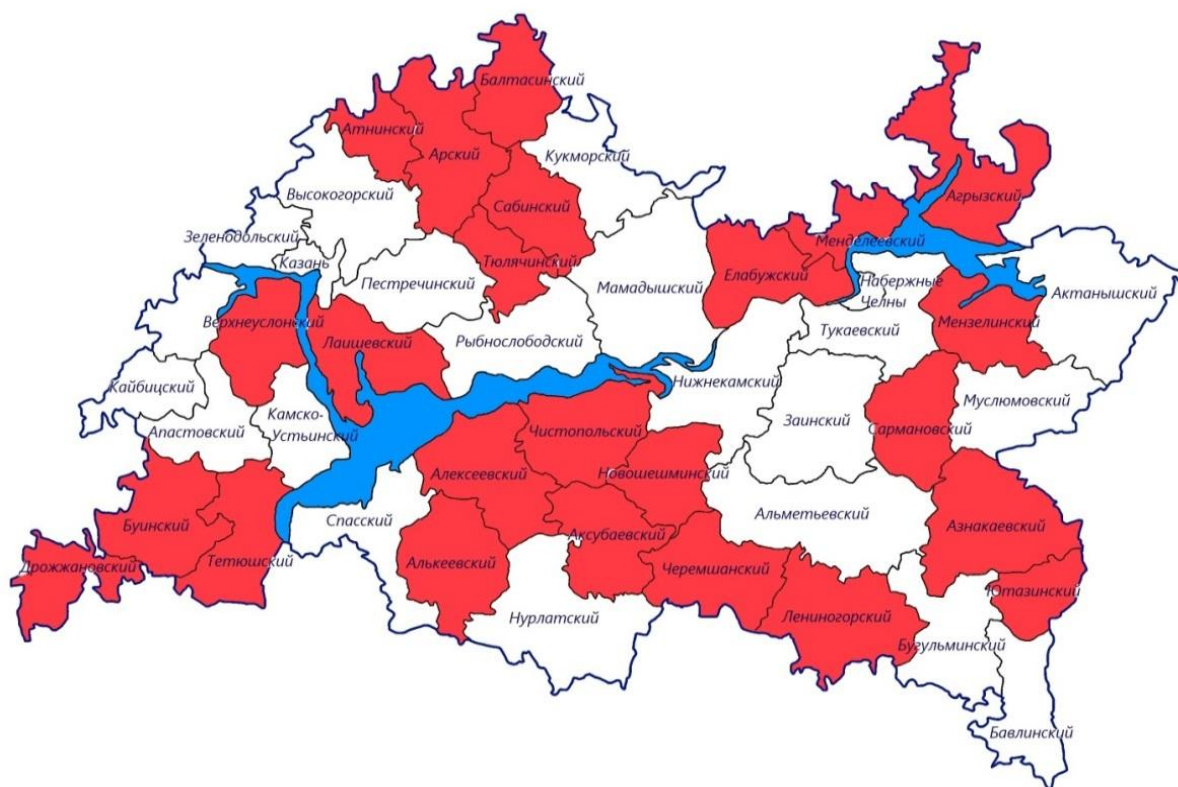 Балтасинский
Атнинский
Арский
Кукморский
Высокогорский
Сабинский
Агрызский
Зеленодольский
Менделеевский
Казань
Тюлячинский
Пестречинский
Елабужский
Набережные
Челны
Мамадышский
Актанышский
Верхнеуслонский
Лаишевский
Рыбнослободский
Тукаевский
Мензелинский
Кайбицкий
Нижнекамский
Камско-
Устьинский
Апастовский
Заинский
Муслюмовский
Чистопольский
Сармановский
Алексеевский
Новошешминский
Спасский
Альметьевский
Буинский
Азнакаевский
Аксубаевский
Тетюшский
Дрожжановский
Алькеевский
Черемшанский
Ютазинский
Нурлатский
Лениногорский
Бугульминский
Бавлинский